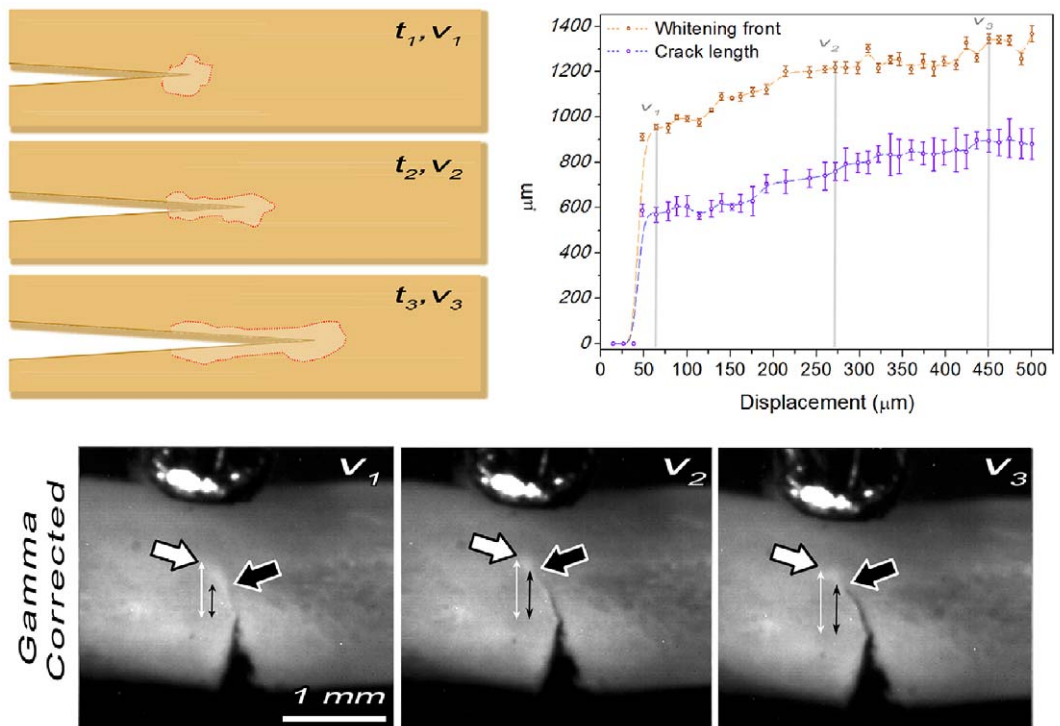 t1, v1
t2, v2
t3, v3
Whitening front
Crack length
v1
v2
v3
μm
1400
1200
1000
800
600
400
200
0
0 50 100 150 200 250 300 350 400 450 500
Displacement (μm)
Gamma
Corrected
V1
V2
V3
1 mm